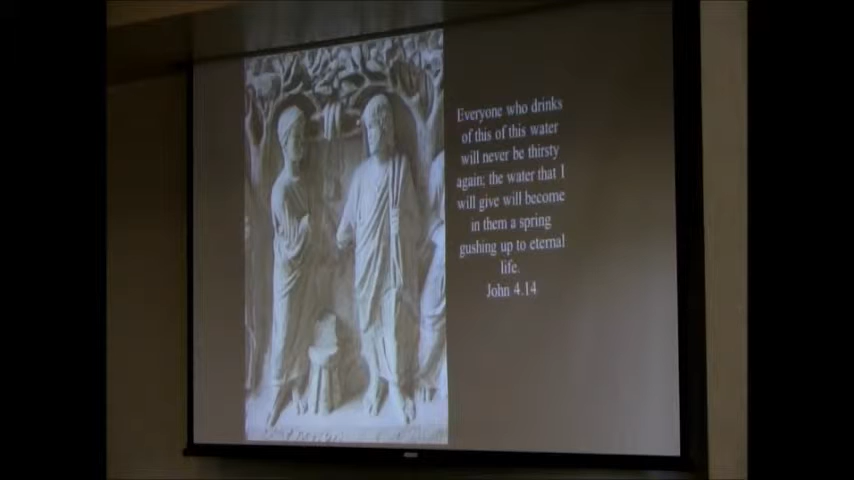 Everyone who drinks
of this of this water
will never be thirsty
again; the water that I
will give will become
in them a spring
gushing up to eternal
life.
John 4.14